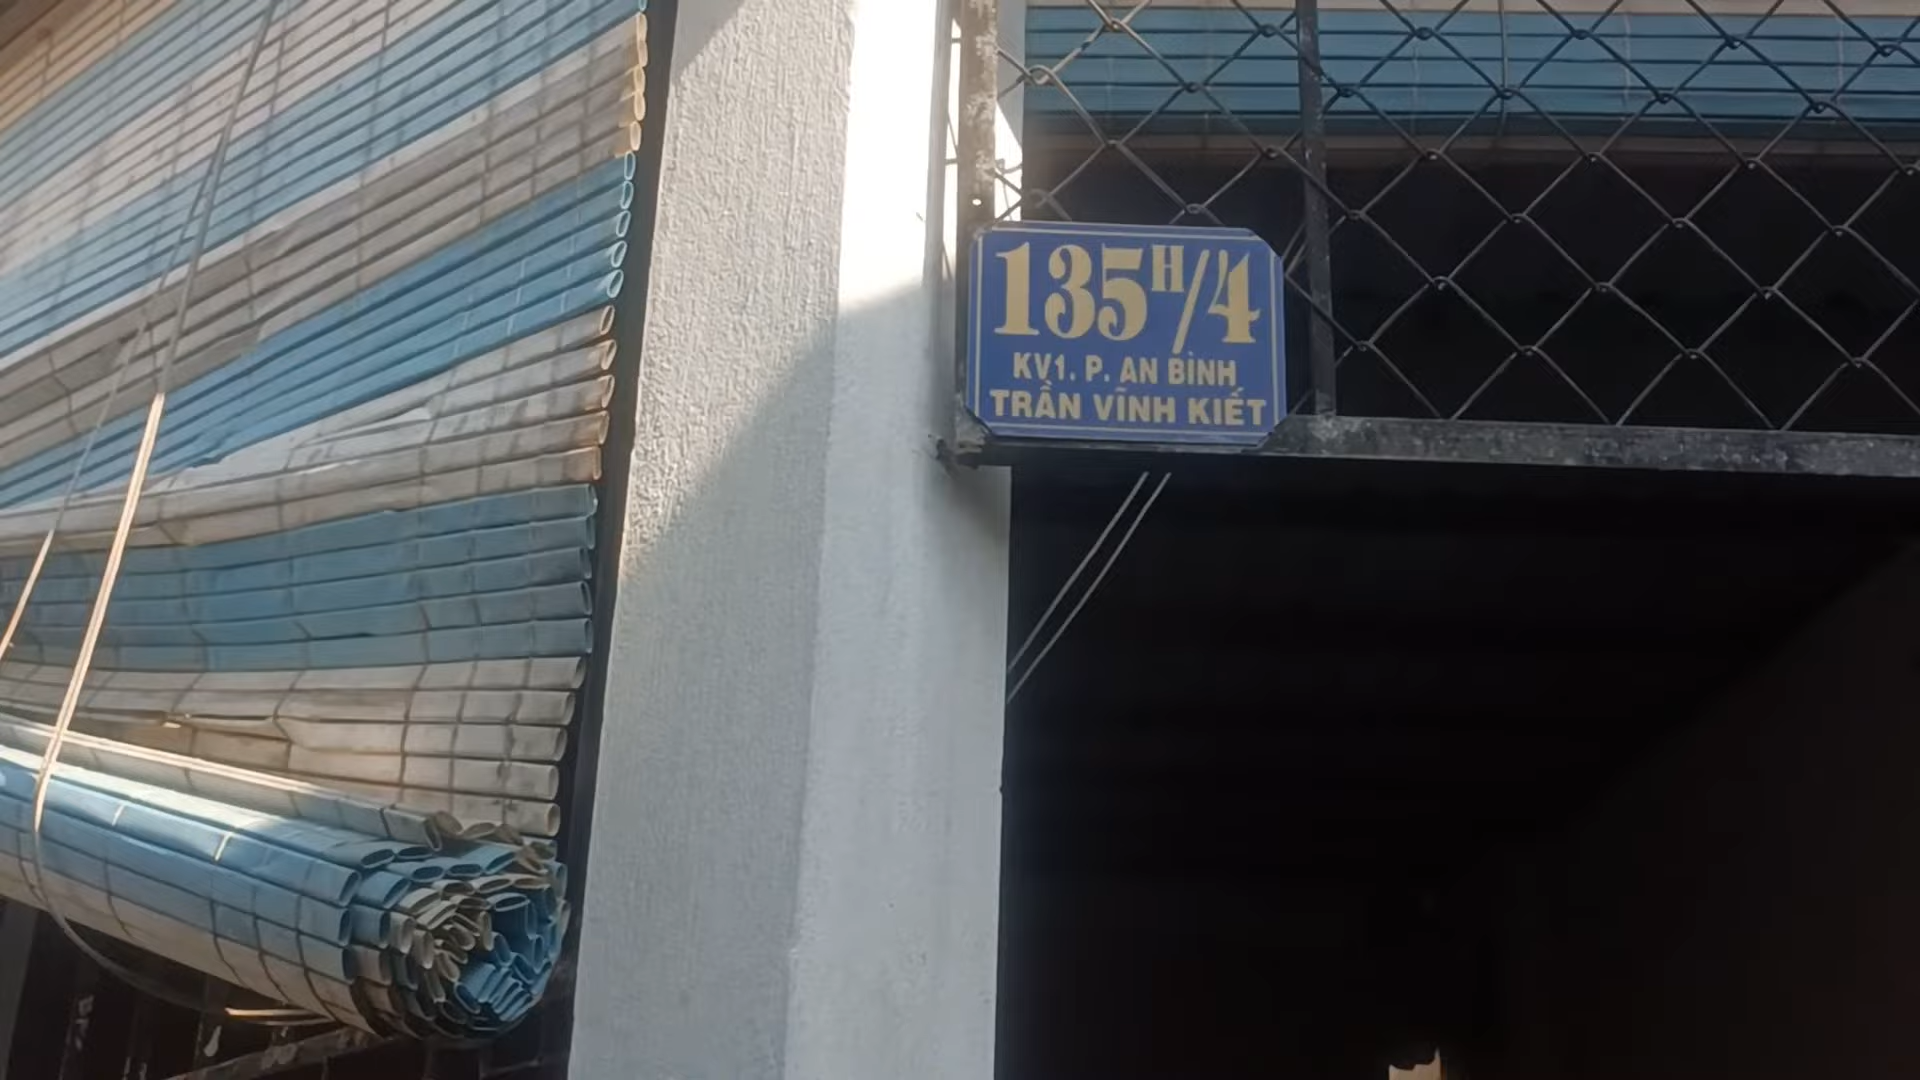 135H/4
KV1. P. AN BÌNH
TRẦN VĨNH KIẾT